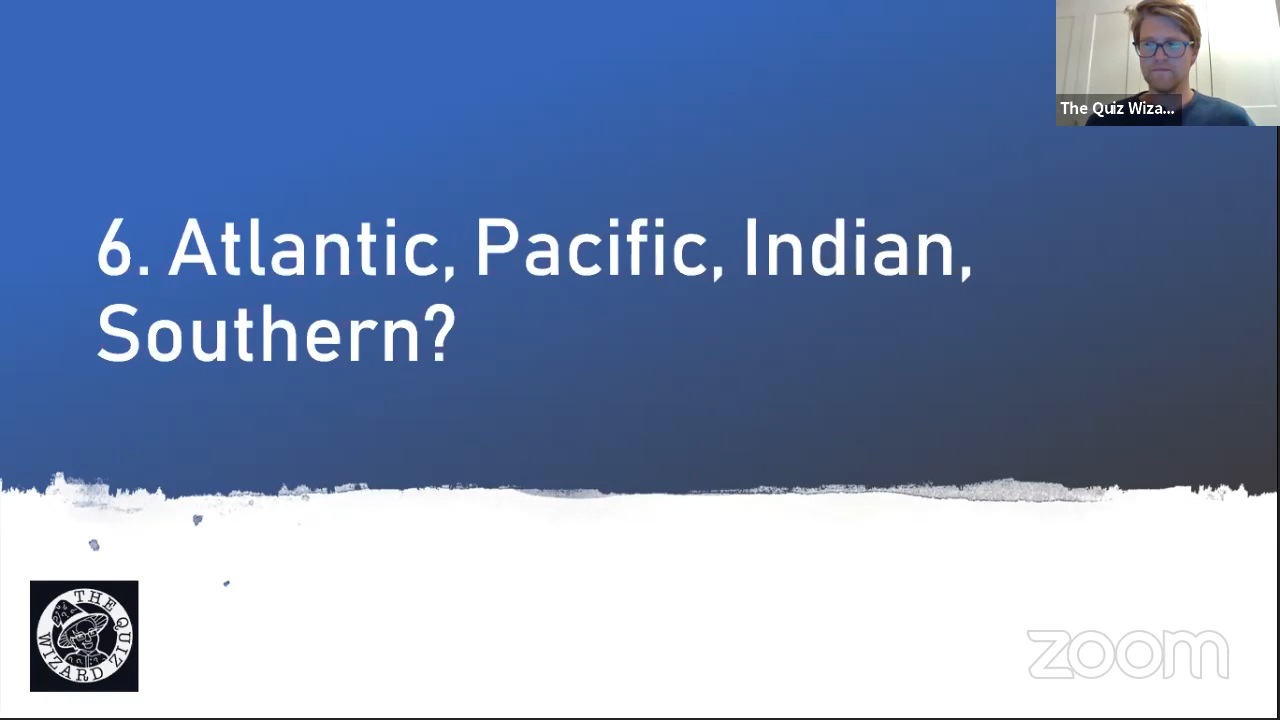 The Quiz Wiza...
6. Atlantic, Pacific, Indian,
Southern?
THE QUIZ WIZARD
zoom